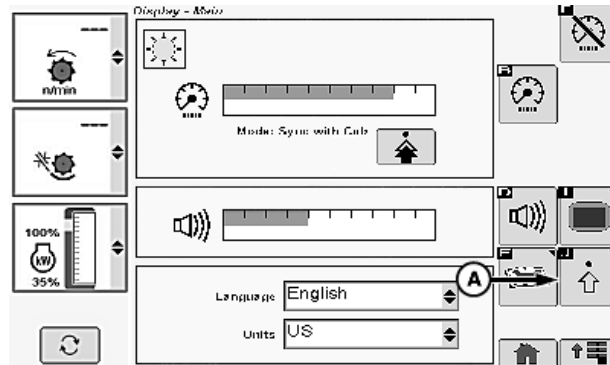 Display - Main
---
n/min
---
100%
kW
35%
Mode: Sync with Cab
Language
English
Units
US
A